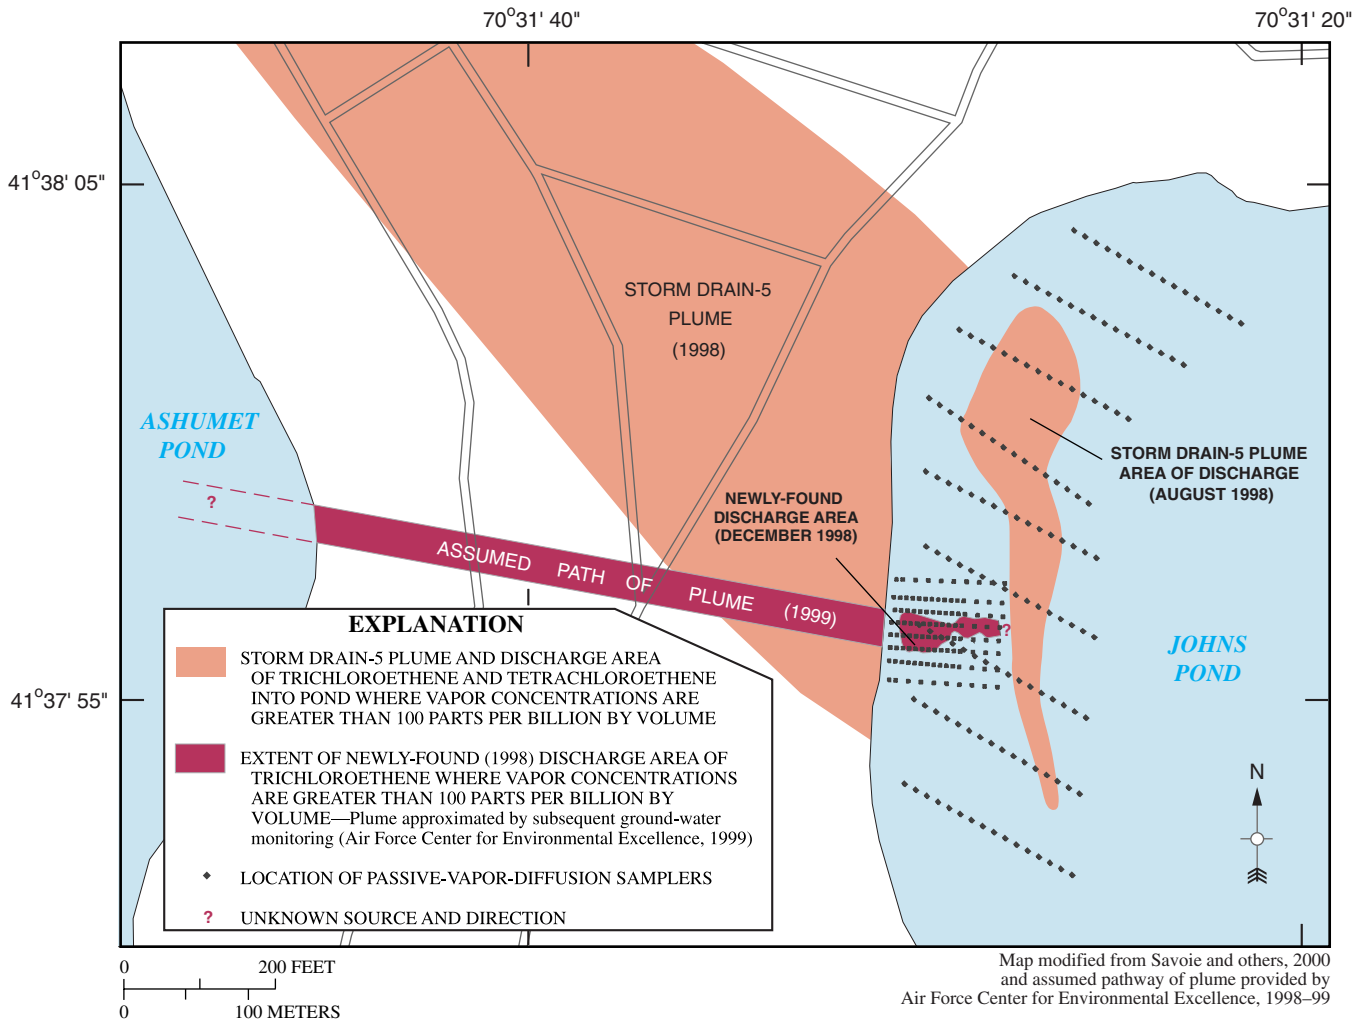 70°31' 40"
70°31' 20"
41°38' 05"
STORM DRAIN-5
PLUME
(1998)
ASHUMET
POND
STORM DRAIN-5 PLUME
AREA OF DISCHARGE
(AUGUST 1998)
NEWLY-FOUND
DISCHARGE AREA
(DECEMBER 1998)
?
ASSUMED PATH OF PLUME (1999)
?
JOHNS
POND
41°37' 55"
EXPLANATION
STORM DRAIN-5 PLUME AND DISCHARGE AREA
OF TRICHLOROETHENE AND TETRACHLOROETHENE
INTO POND WHERE VAPOR CONCENTRATIONS ARE
GREATER THAN 100 PARTS PER BILLION BY VOLUME
EXTENT OF NEWLY-FOUND (1998) DISCHARGE AREA OF
TRICHLOROETHENE WHERE VAPOR CONCENTRATIONS
ARE GREATER THAN 100 PARTS PER BILLION BY
VOLUME—Plume approximated by subsequent ground-water
monitoring (Air Force Center for Environmental Excellence, 1999)
LOCATION OF PASSIVE-VAPOR-DIFFUSION SAMPLERS
? UNKNOWN SOURCE AND DIRECTION
N
0 200 FEET
0 100 METERS
Map modified from Savoie and others, 2000
and assumed pathway of plume provided by
Air Force Center for Environmental Excellence, 1998–99